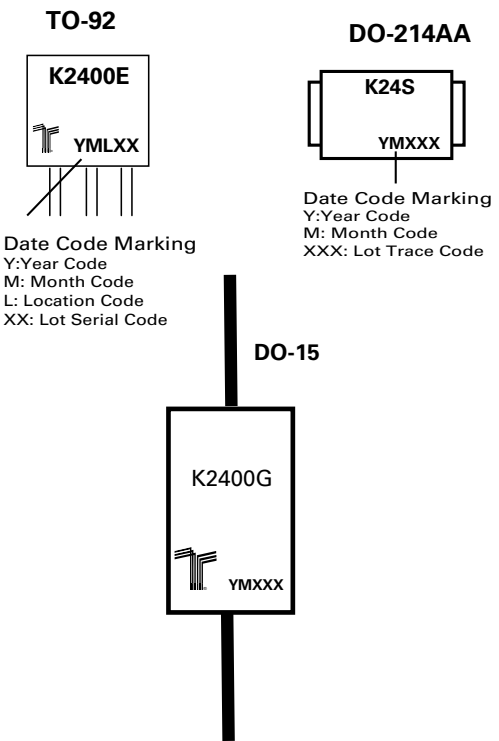 TO-92
K2400E
YMLXX
Date Code Marking
Y:Year Code
M: Month Code
L: Location Code
XX: Lot Serial Code
DO-214AA
K24S
YMXXX
Date Code Marking
Y:Year Code
M: Month Code
XXX: Lot Trace Code
DO-15
K2400G
YMXXX